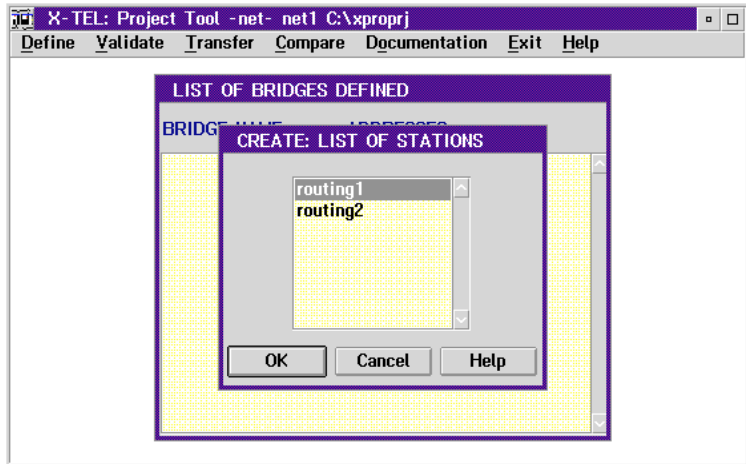 X-TEL: Project Tool -net- net1 C:\xproprj
Define Validate Transfer Compare Documentation Exit Help
LIST OF BRIDGES DEFINED
CREATE: LIST OF STATIONS
routing1
routing2
OK Cancel Help